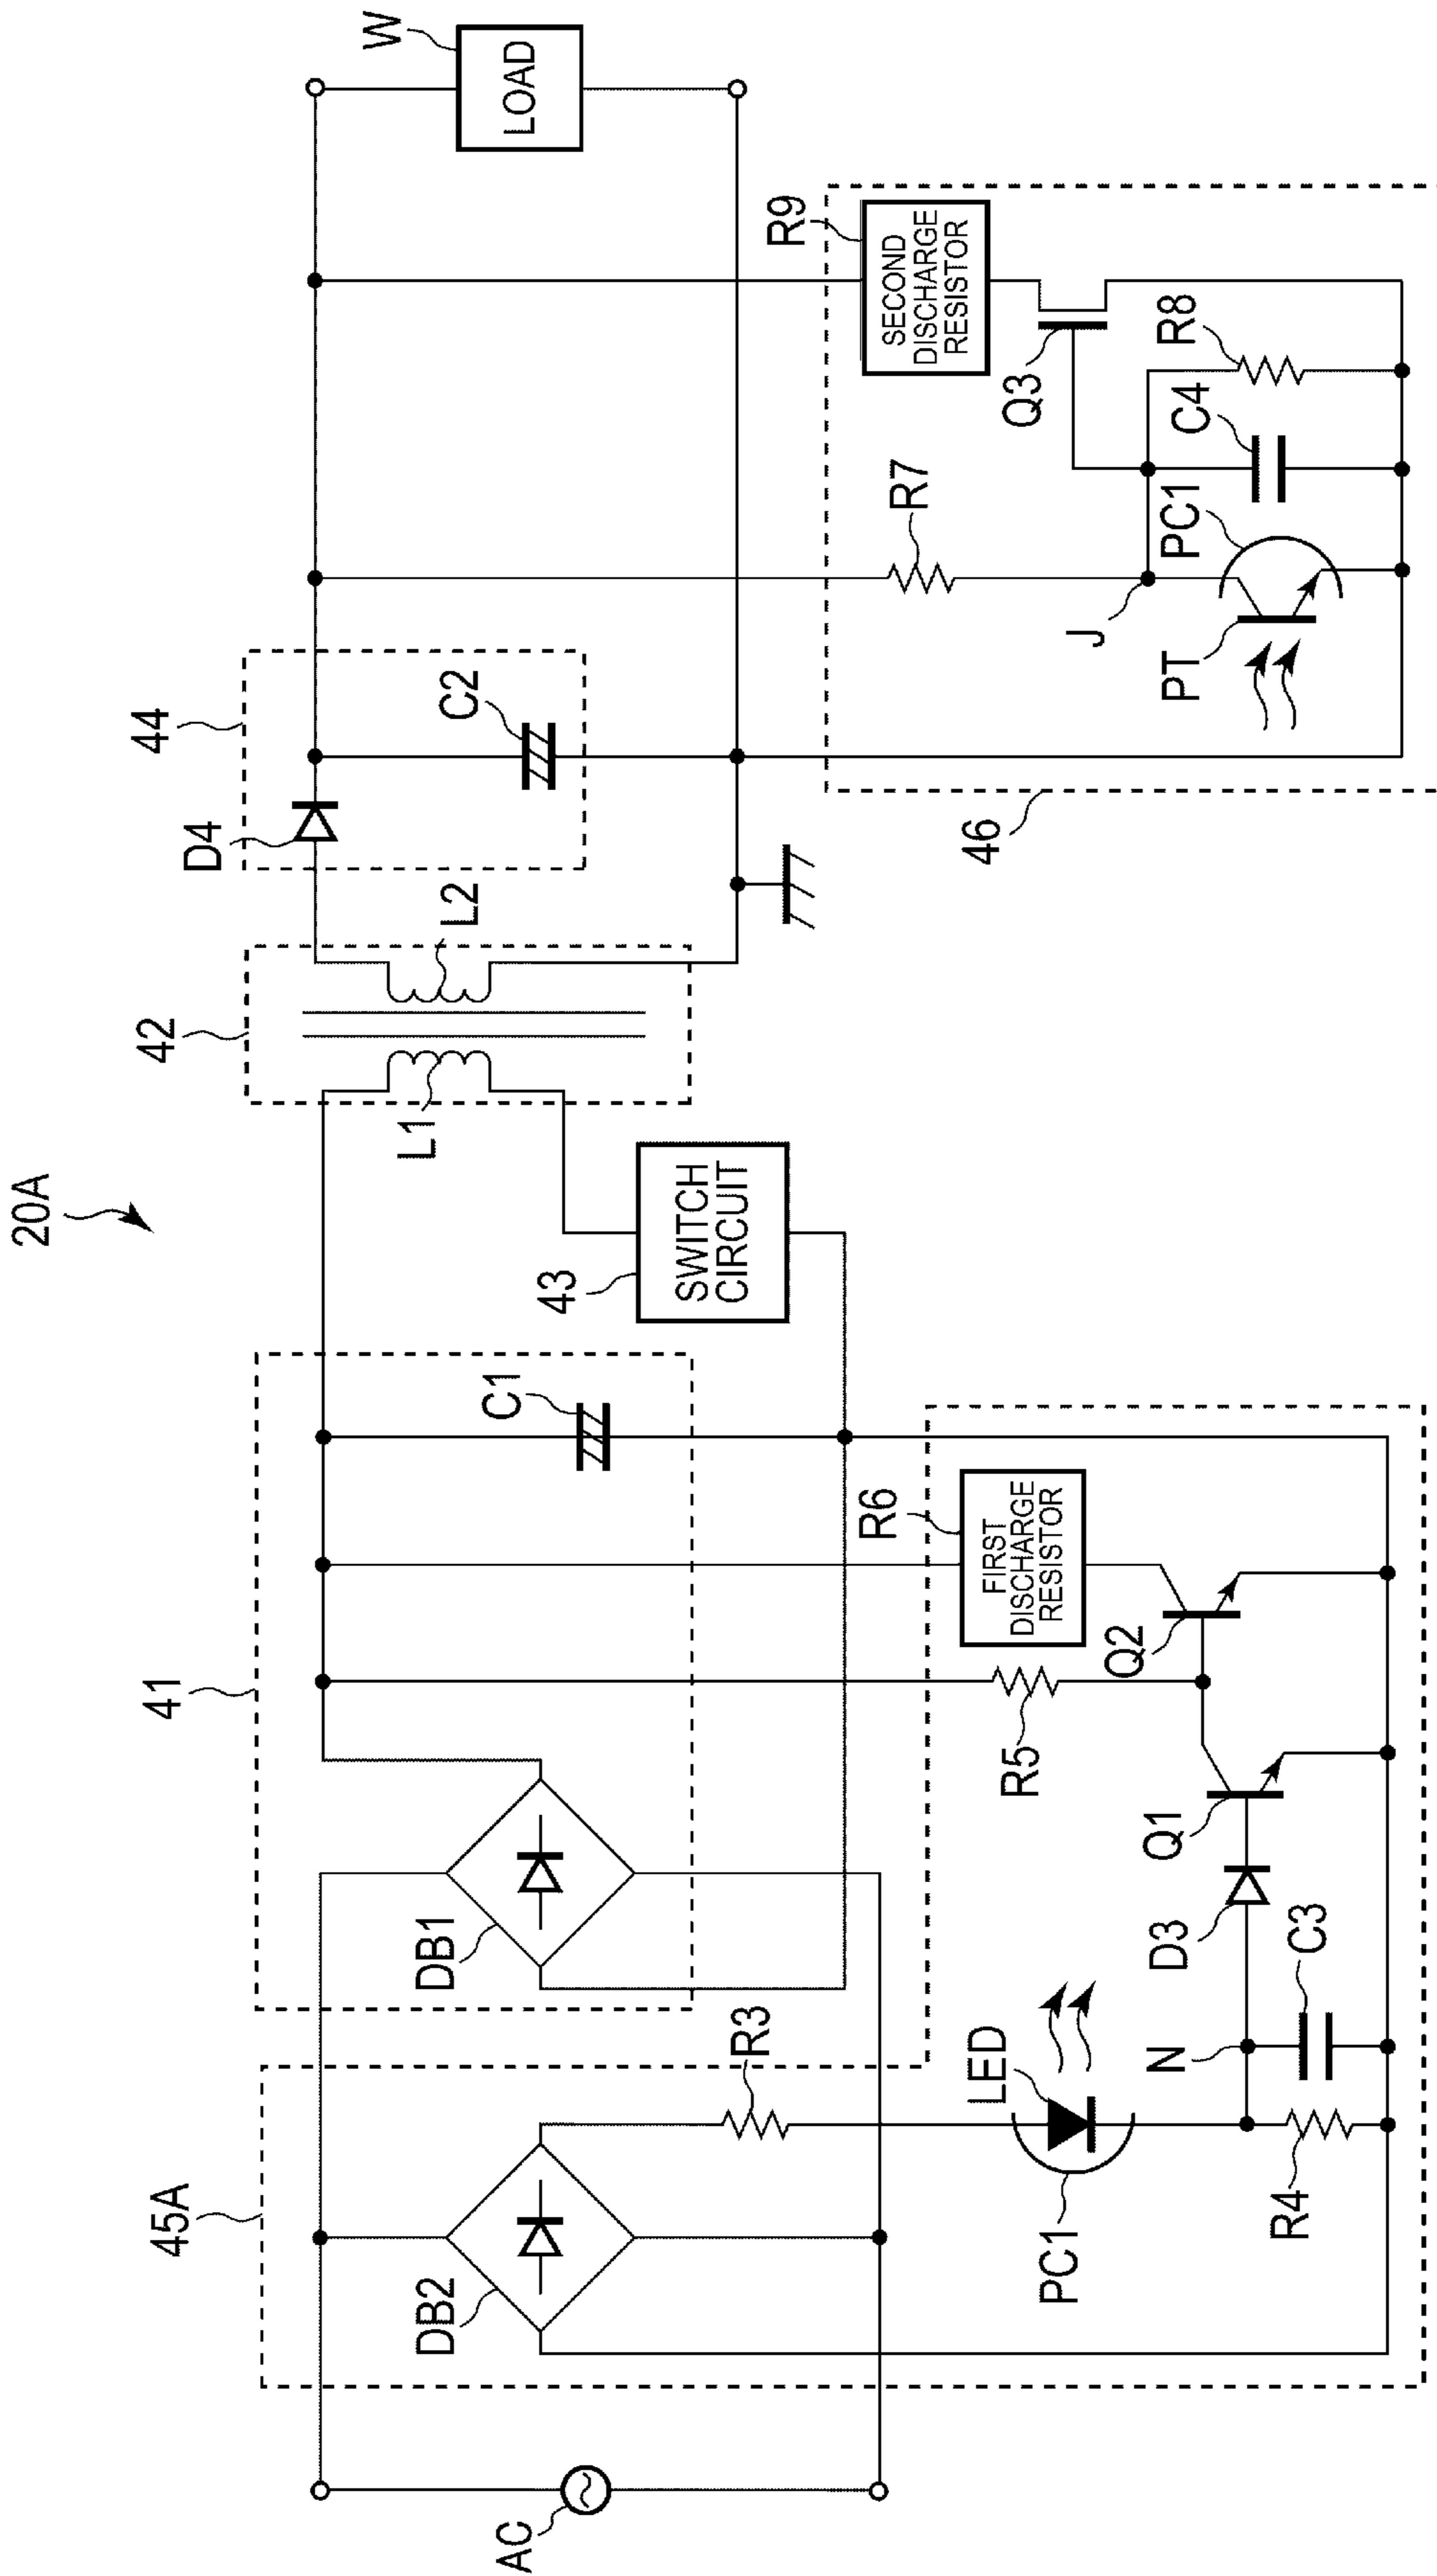 20A
45A
41
42
44
W
LOAD
AC
DB2
DB1
C1
43
SWITCH
CIRCUIT
L1
L2
D4
C2
R3
LED
PC1
R4
N
C3
D3
Q1
R5
Q2
R6
FIRST
DISCHARGE
RESISTOR
46
R7
J
PT
PC1
C4
R8
Q3
R9
SECOND
DISCHARGE
RESISTOR